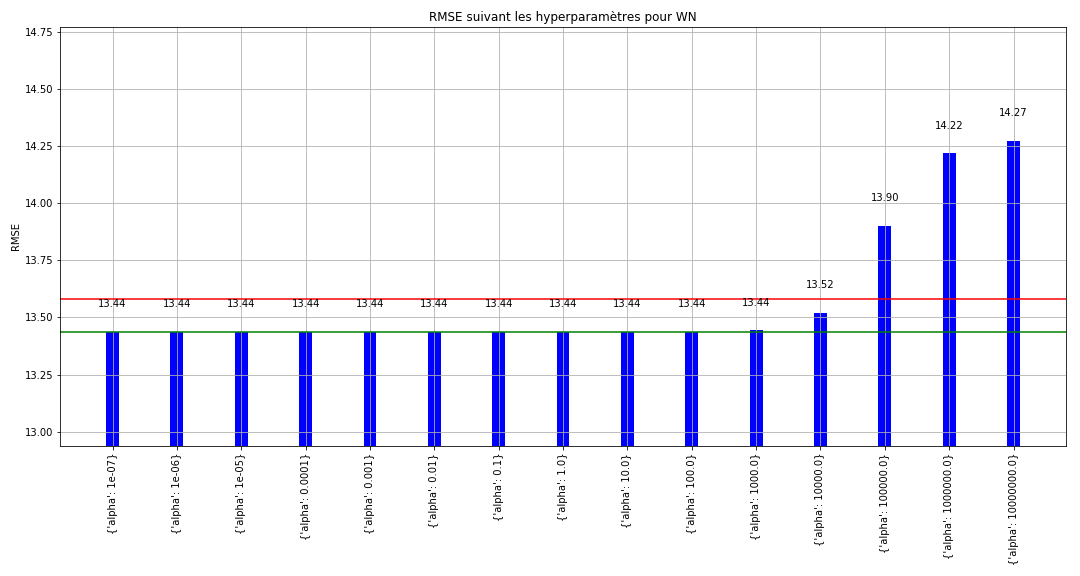 RMSE suivant les hyperparamètres pour WN
14.75
14.50
14.25
14.00
13.75
13.50
13.25
13.00
RMSE
13.44
13.44
13.44
13.44
13.44
13.44
13.44
13.44
13.44
13.44
13.44
13.52
13.90
14.22
14.27
{'alpha': 1e-07}
{'alpha': 1e-06}
{'alpha': 1e-05}
{'alpha': 0.0001}
{'alpha': 0.001}
{'alpha': 0.01}
{'alpha': 0.1}
{'alpha': 1.0}
{'alpha': 10.0}
{'alpha': 100.0}
{'alpha': 1000.0}
{'alpha': 10000.0}
{'alpha': 100000.0}
{'alpha': 1000000.0}
{'alpha': 10000000.0}